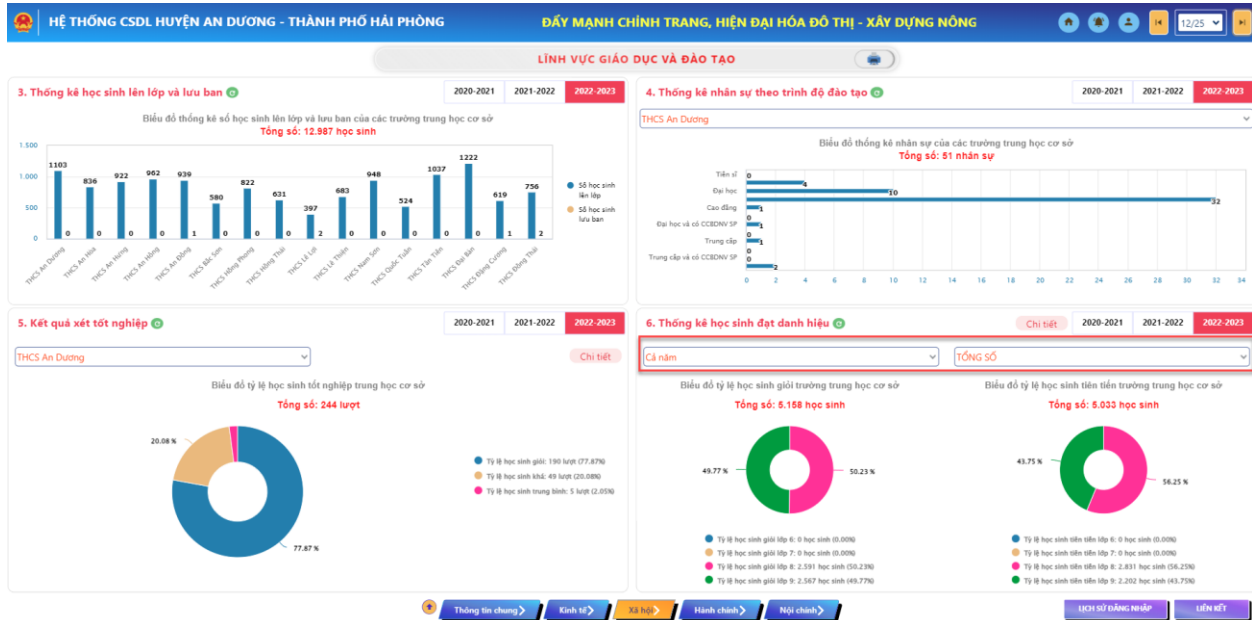 HỆ THỐNG CSDL HUYỆN AN DƯƠNG - THÀNH PHỐ HẢI PHÒNG
ĐẨY MẠNH CHỈNH TRANG, HIỆN ĐẠI HÓA ĐÔ THỊ - XÂY DỰNG NÔNG
12/25
LĨNH VỰC GIÁO DỤC VÀ ĐÀO TẠO
3. Thống kê học sinh lên lớp và lưu ban
2020-2021 2021-2022 2022-2023
Biểu đồ thống kê số học sinh lên lớp và lưu ban của các trường trung học cơ sở
Tổng số: 12.987 học sinh
1.500
1.000
500
0
1103 836 922 962 939 580 822 631 397 683 948 524 1037 1222 619 756
0 0 0 0 1 0 0 0 2 0 0 0 0 0 1 2
THCS An Dương
THCS An Hòa
THCS An Hưng
THCS An Hồng
THCS An Đồng
THCS Bắc Sơn
THCS Hồng Phong
THCS Hồng Thái
THCS Lê Lợi
THCS Lê Thiện
THCS Nam Sơn
THCS Quốc Tuấn
THCS Tân Tiến
THCS Đại Bản
THCS Đặng Cương
THCS Đồng Thái
Số học sinh
lên lớp
Số học sinh
lưu ban
4. Thống kê nhân sự theo trình độ đào tạo
2020-2021 2021-2022 2022-2023
THCS An Dương
Biểu đồ thống kê nhân sự của các trường trung học cơ sở
Tổng số: 51 nhân sự
Tiến sĩ 0
4
Đại học 10
32
Cao đẳng 1
0
Đại học và có CCBDNV SP 1
0
Trung cấp 1
0
Trung cấp và có CCBDNV SP 0
2
0 2 4 6 8 10 12 14 16 18 20 22 24 26 28 30 32 34
5. Kết quả xét tốt nghiệp
2020-2021 2021-2022 2022-2023
THCS An Dương
Chi tiết
Biểu đồ tỷ lệ học sinh tốt nghiệp trung học cơ sở
Tổng số: 244 lượt
20.08 %
77.87 %
Tỷ lệ học sinh giỏi: 190 lượt (77.87%)
Tỷ lệ học sinh khá: 49 lượt (20.08%)
Tỷ lệ học sinh trung bình: 5 lượt (2.05%)
6. Thống kê học sinh đạt danh hiệu
Chi tiết 2020-2021 2021-2022 2022-2023
Cả năm
TỔNG SỐ
Biểu đồ tỷ lệ học sinh giỏi trường trung học cơ sở
Tổng số: 5.158 học sinh
49.77 %
50.23 %
Tỷ lệ học sinh giỏi lớp 6: 0 học sinh (0.00%)
Tỷ lệ học sinh giỏi lớp 7: 0 học sinh (0.00%)
Tỷ lệ học sinh giỏi lớp 8: 2.591 học sinh (50.23%)
Tỷ lệ học sinh giỏi lớp 9: 2.567 học sinh (49.77%)
Biểu đồ tỷ lệ học sinh tiên tiến trường trung học cơ sở
Tổng số: 5.033 học sinh
43.75 %
56.25 %
Tỷ lệ học sinh tiên tiến lớp 6: 0 học sinh (0.00%)
Tỷ lệ học sinh tiên tiến lớp 7: 0 học sinh (0.00%)
Tỷ lệ học sinh tiên tiến lớp 8: 2.831 học sinh (56.25%)
Tỷ lệ học sinh tiên tiến lớp 9: 2.202 học sinh (43.75%)
Thông tin chung
Kinh tế
Xã hội
Hành chính
Nội chính
LỊCH SỬ ĐĂNG NHẬP
LIÊN KẾT